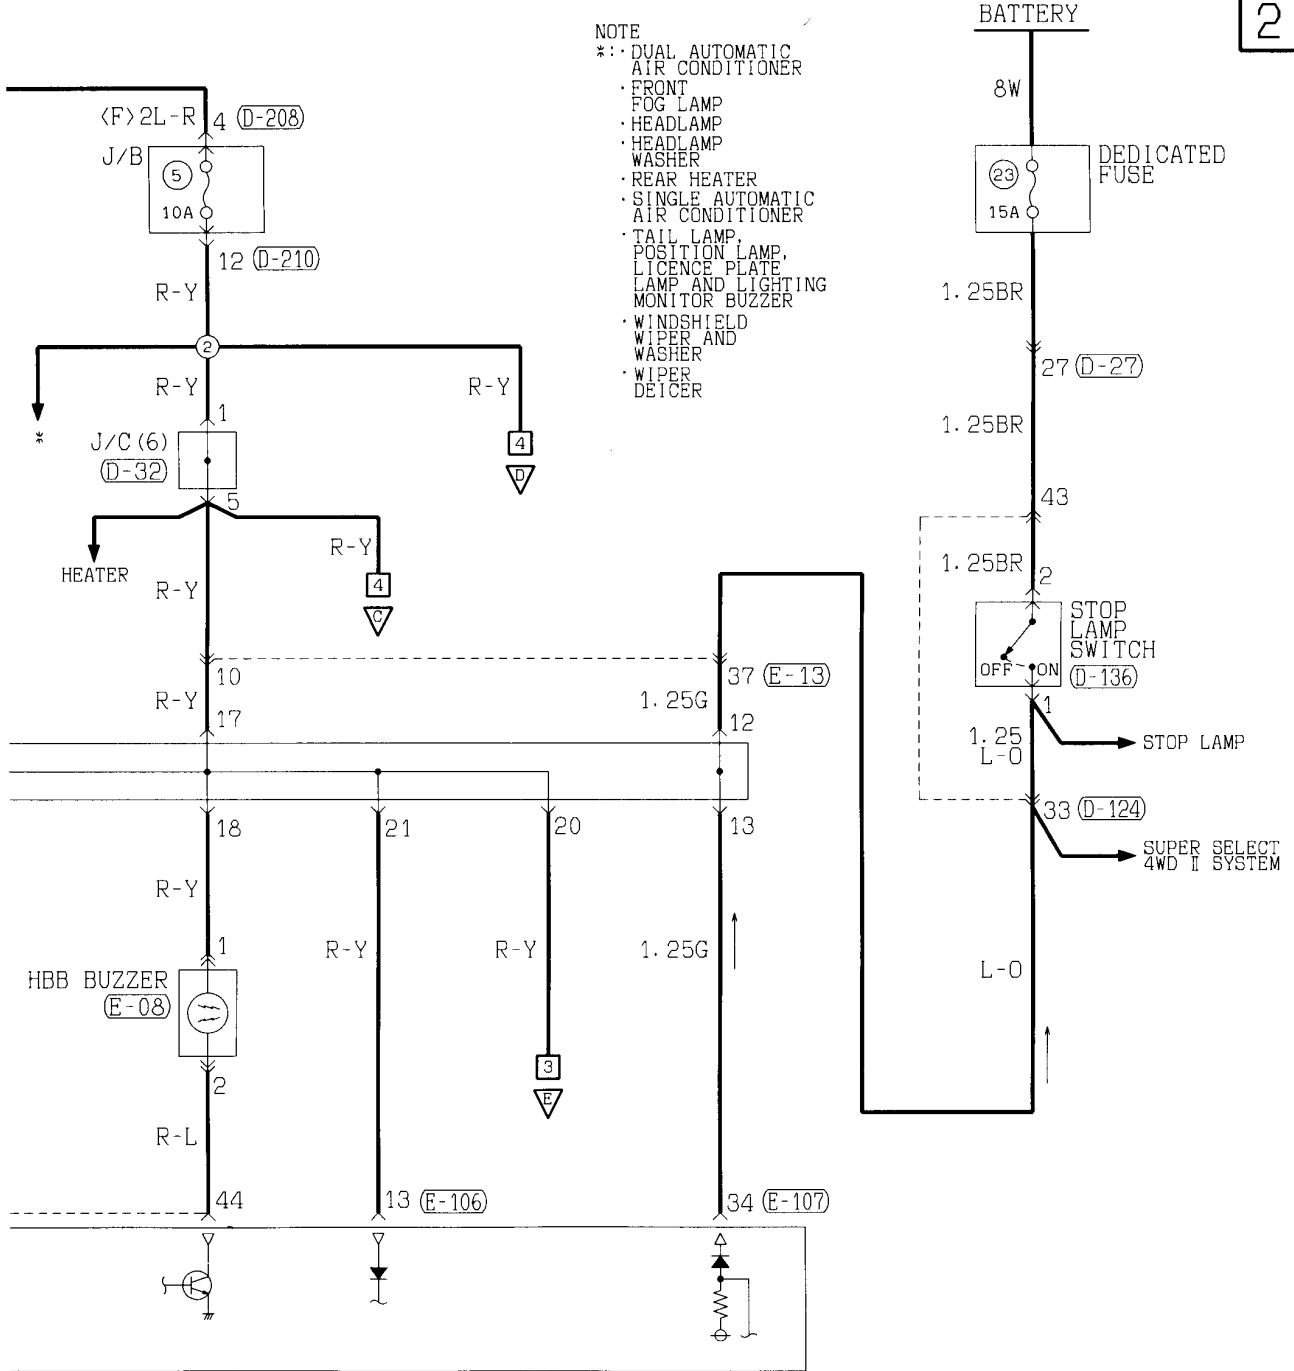 NOTE
*:・DUAL AUTOMATIC
AIR CONDITIONER
・FRONT
FOG LAMP
・HEADLAMP
・HEADLAMP
WASHER
・REAR HEATER
・SINGLE AUTOMATIC
AIR CONDITIONER
・TAIL LAMP,
POSITION LAMP,
LICENCE PLATE
LAMP AND LIGHTING
MONITOR BUZZER
・WINDSHIELD
WIPER AND
WASHER
・WIPER
DEICER
BATTERY
2
8W
<F>2L-R
4 (D-208)
J/B
5
10A
12 (D-210)
R-Y
2
*
R-Y
R-Y
1
J/C(6)
(D-32)
4
D
5
HEATER
R-Y
R-Y
4
C
DEDICATED
FUSE
23
15A
1.25BR
27 (D-27)
1.25BR
43
1.25BR
2
STOP
LAMP
SWITCH
(D-136)
OFF
ON
1
1.25
L-O
STOP LAMP
33 (D-124)
SUPER SELECT
4WD Ⅱ SYSTEM
L-O
10
37 (E-13)
R-Y
1.25G
17
12
18
21
20
13
R-Y
R-Y
R-Y
1.25G
1
HBB BUZZER
(E-08)
2
3
E
R-L
44
13 (E-106)
34 (E-107)